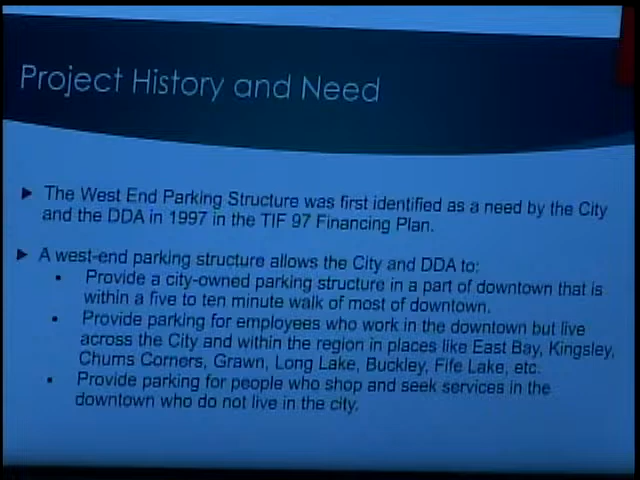 Project History and Need
The West End Parking Structure was first identified as a need by the City
and the DDA in 1997 in the TIF 97 Financing Plan.
A west-end parking structure allows the City and DDA to:
Provide a city-owned parking structure in a part of downtown that is
within a five to ten minute walk of most of downtown.
Provide parking for employees who work in the downtown but live
across the City and within the region in places like East Bay, Kingsley,
Chums Corners, Grawn, Long Lake, Buckley, Fife Lake, etc.
Provide parking for people who shop and seek services in the
downtown who do not live in the city.